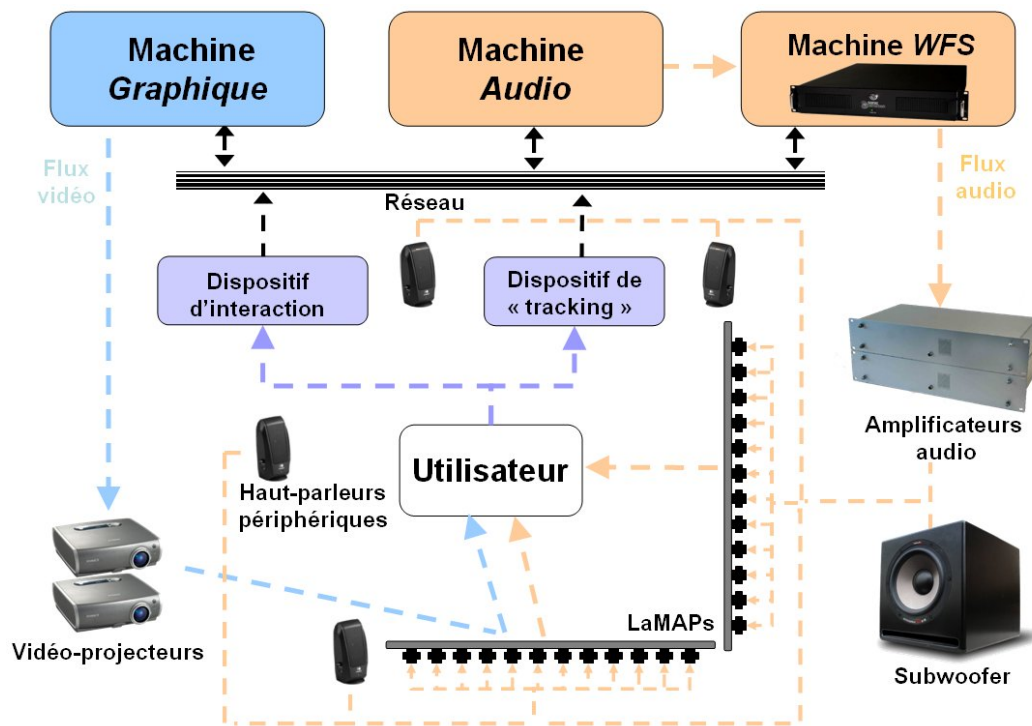 Machine
Graphique
Machine
Audio
Machine WFS
Flux
vidéo
Flux
audio
Réseau
Dispositif
d'interaction
Dispositif de
« tracking »
Amplificateurs
audio
Utilisateur
Haut-parleurs
périphériques
LaMAPs
Vidéo-projecteurs
Subwoofer